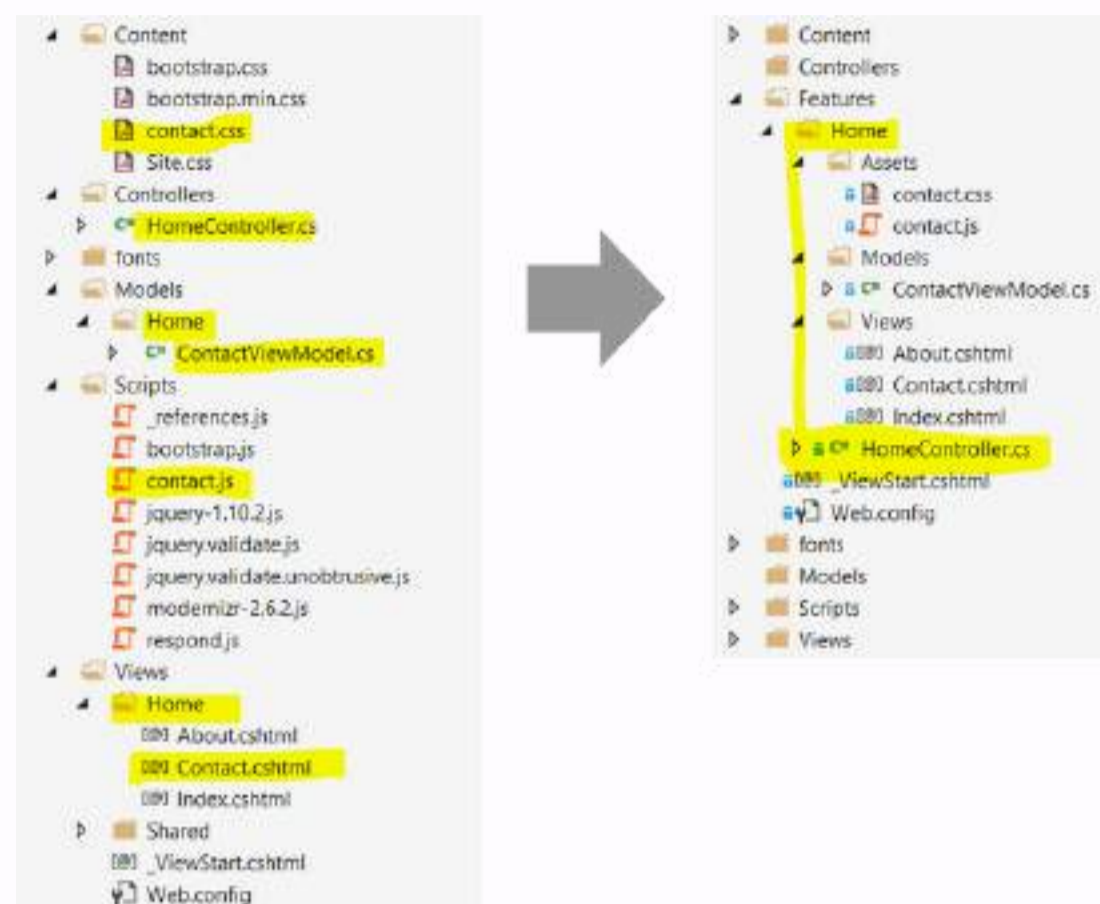 Content
bootstrap.css
bootstrap.min.css
contact.css
Site.css
Controllers
HomeController.cs
fonts
Models
Home
ContactViewModel.cs
Scripts
_references.js
bootstrap.js
contact.js
jquery-1.10.2.js
jquery.validate.js
jquery.validate.unobtrusive.js
modernizr-2.6.2.js
respond.js
Views
Home
About.cshtml
Contact.cshtml
Index.cshtml
Shared
_ViewStart.cshtml
Web.config
Content
Controllers
Features
Home
Assets
contact.css
contact.js
Models
ContactViewModel.cs
Views
About.cshtml
Contact.cshtml
Index.cshtml
HomeController.cs
_ViewStart.cshtml
Web.config
fonts
Models
Scripts
Views